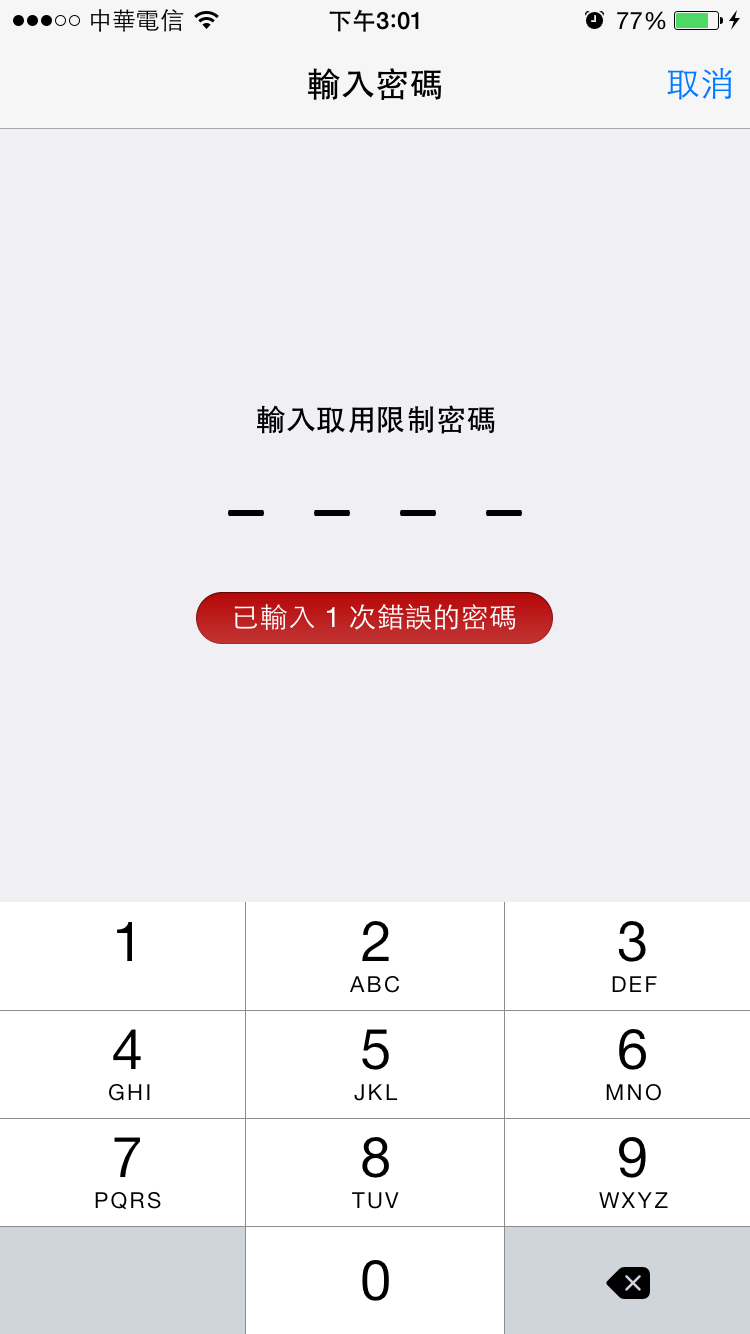 中華電信 下午3:01 77%
輸入密碼 取消
輸入取用限制密碼
已輸入 1 次錯誤的密碼
1 2 3
ABC DEF
4 5 6
GHI JKL MNO
7 8 9
PQRS TUV WXYZ
0